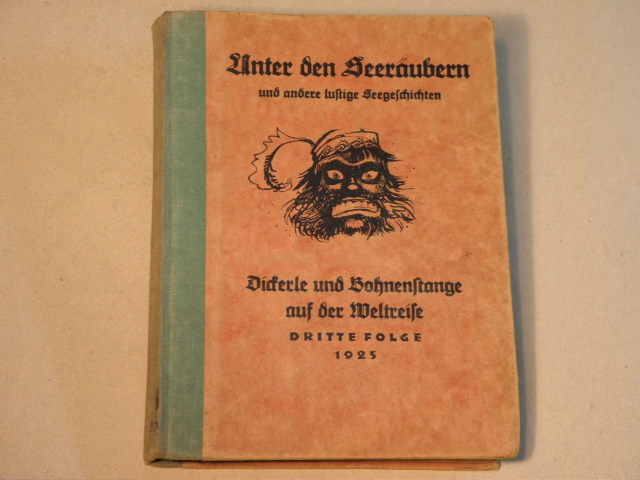 Unter den Seeräubern
und andere lustige Seegeschichten
Dickerle und Bohnenstange
auf der Weltreise
DRITTE FOLGE
1925